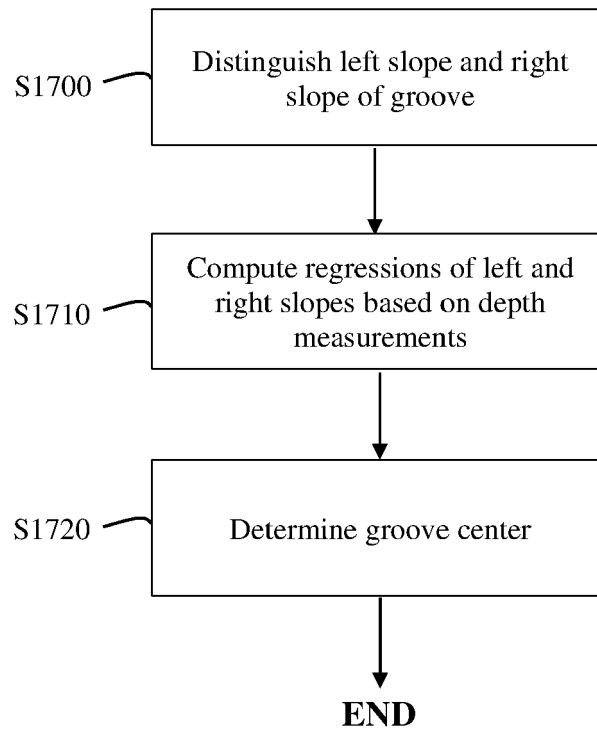 S1700
Distinguish left slope and right
slope of groove
S1710
Compute regressions of left and
right slopes based on depth
measurements
S1720
Determine groove center
END